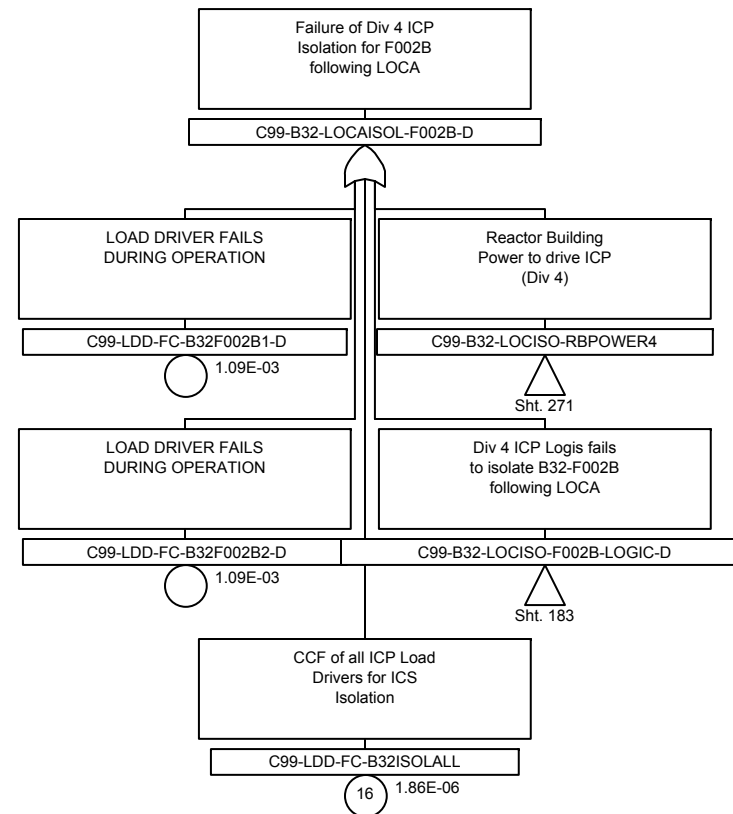 Failure of Div 4 ICP
Isolation for F002B
following LOCA
C99-B32-LOCAISOL-F002B-D
LOAD DRIVER FAILS
DURING OPERATION
C99-LDD-FC-B32F002B1-D
1.09E-03
Reactor Building
Power to drive ICP
(Div 4)
C99-B32-LOCISO-RBPOWER4
Sht. 271
LOAD DRIVER FAILS
DURING OPERATION
C99-LDD-FC-B32F002B2-D
1.09E-03
Div 4 ICP Logis fails
to isolate B32-F002B
following LOCA
C99-B32-LOCISO-F002B-LOGIC-D
Sht. 183
CCF of all ICP Load
Drivers for ICS
Isolation
C99-LDD-FC-B32ISOLALL
16
1.86E-06